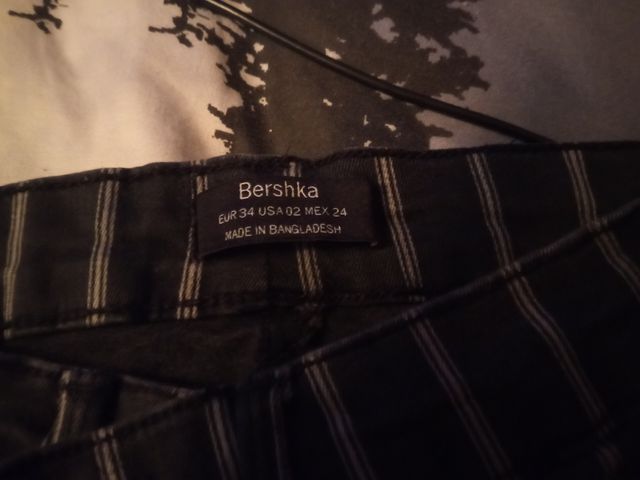 Bershka
EUR 34 USA 02 MEX 24
MADE IN BANGLADESH